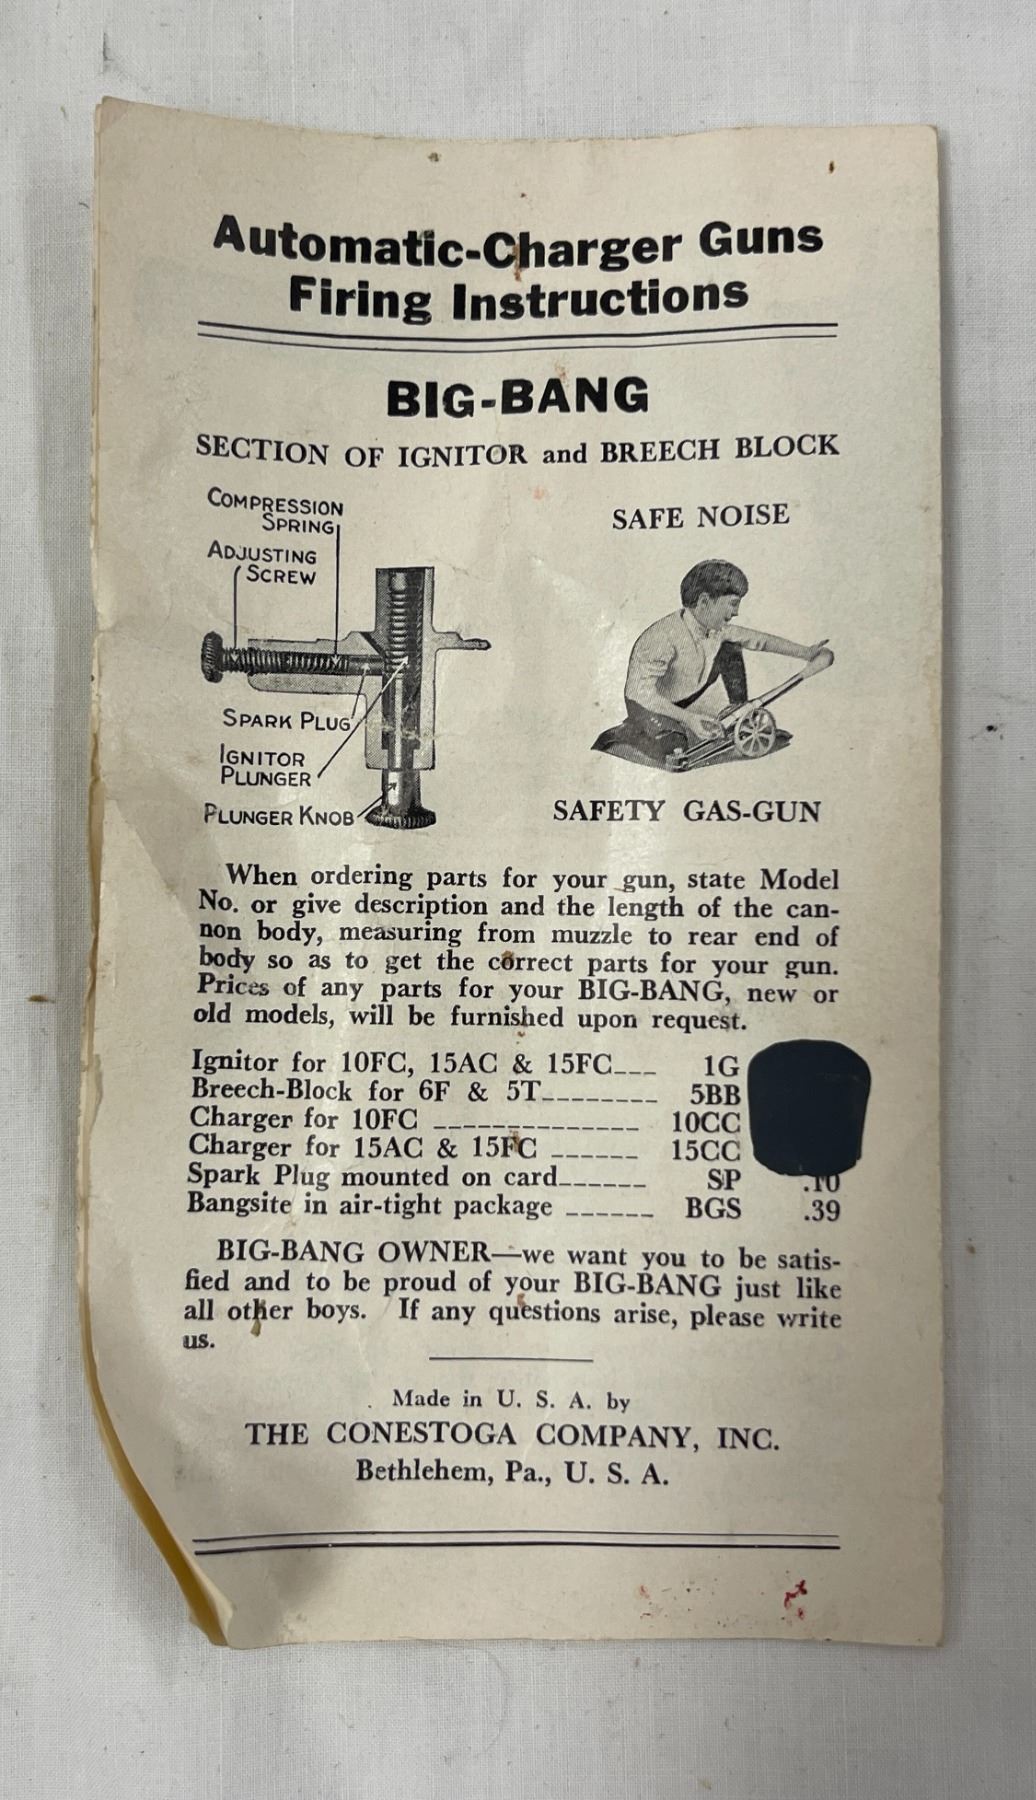 Automatic-Charger Guns
Firing Instructions
BIG-BANG
SECTION OF IGNITOR and BREECH BLOCK
COMPRESSION
SPRING
ADJUSTING
SCREW
SPARK PLUG
IGNITOR
PLUNGER
PLUNGER KNOB
SAFE NOISE
SAFETY GAS-GUN
When ordering parts for your gun, state Model
No. or give description and the length of the can-
non body, measuring from muzzle to rear end of
body so as to get the correct parts for your gun.
Prices of any parts for your BIG-BANG, new or
old models, will be furnished upon request.
Ignitor for 10FC, 15AC & 15FC___ 1G
Breech-Block for 6F & 5T________ 5BB
Charger for 10FC ______________ 10CC
Charger for 15AC & 15FC ______ 15CC
Spark Plug mounted on card______ SP .10
Bangsite in air-tight package ______ BGS .39
BIG-BANG OWNER—we want you to be satis-
fied and to be proud of your BIG-BANG just like
all other boys. If any questions arise, please write
us.
Made in U. S. A. by
THE CONESTOGA COMPANY, INC.
Bethlehem, Pa., U. S. A.